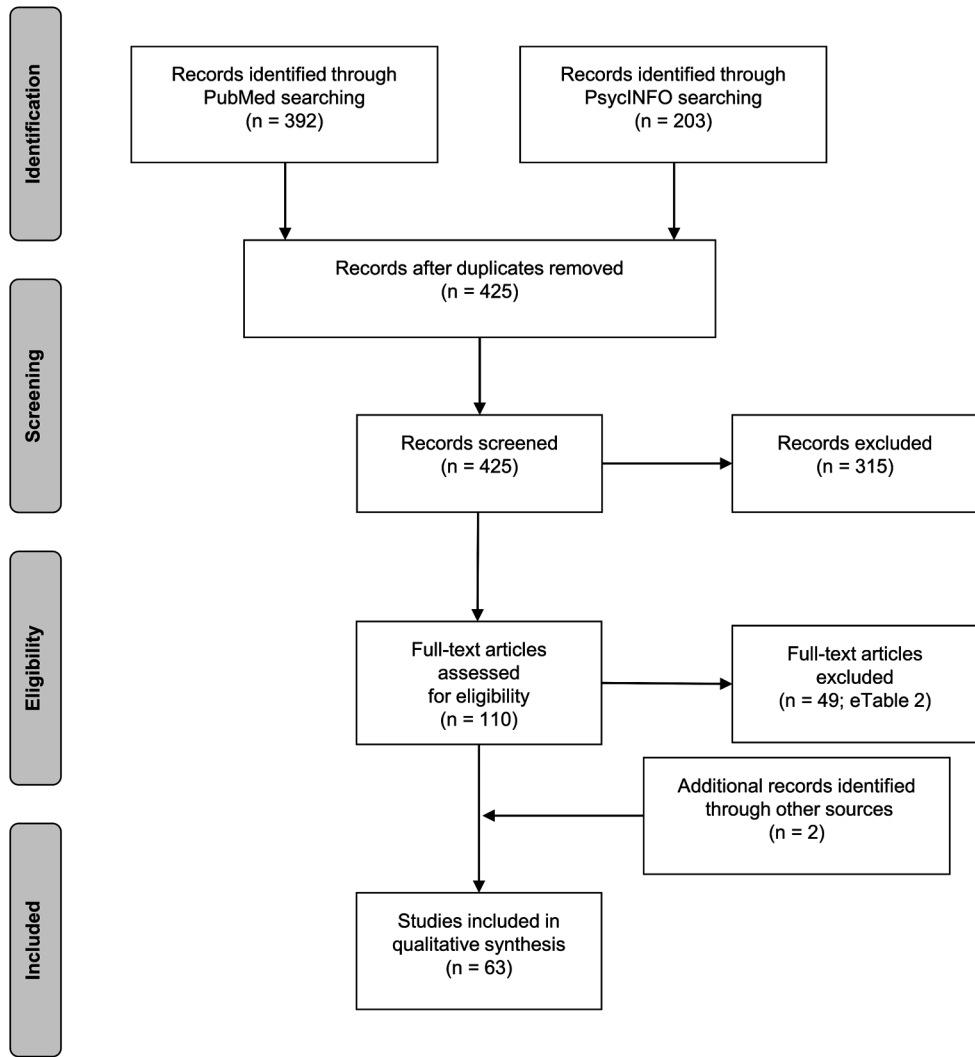 Identification
Records identified through
PubMed searching
(n = 392)
Records identified through
PsycINFO searching
(n = 203)
Records after duplicates removed
(n = 425)
Screening
Records screened
(n = 425)
Records excluded
(n = 315)
Eligibility
Full-text articles
assessed
for eligibility
(n = 110)
Full-text articles
excluded
(n = 49; eTable 2)
Additional records identified
through other sources
(n = 2)
Included
Studies included in
qualitative synthesis
(n = 63)